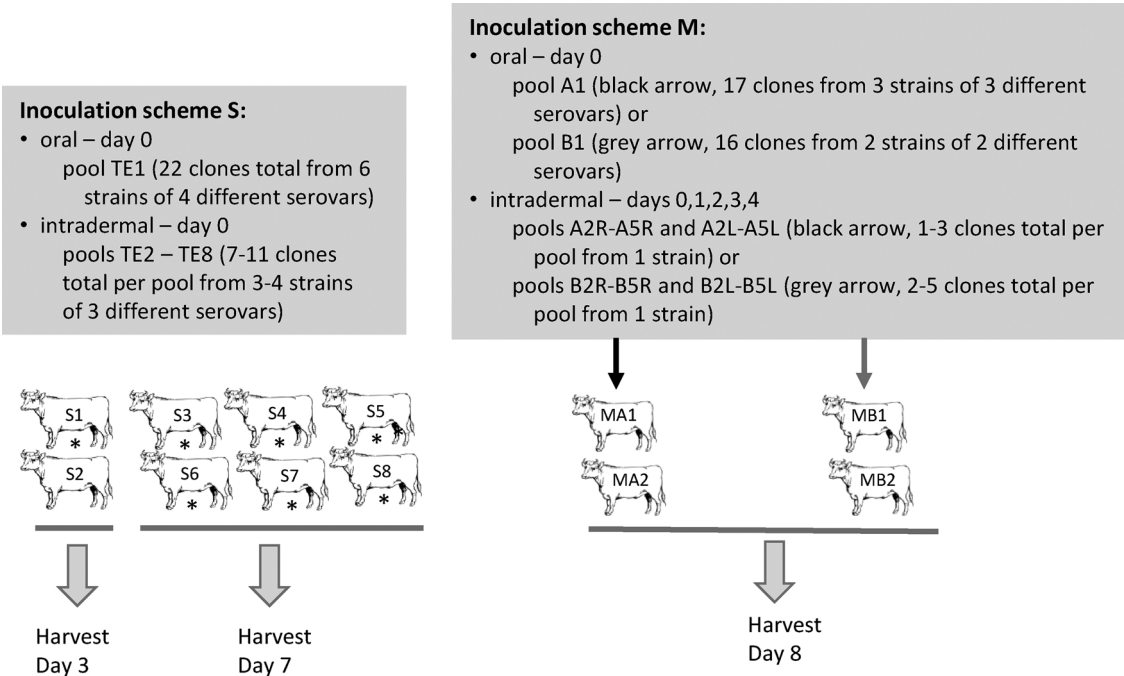 Inoculation scheme S:
• oral – day 0
pool TE1 (22 clones total from 6
strains of 4 different serovars)
• intradermal – day 0
pools TE2 – TE8 (7-11 clones
total per pool from 3-4 strains
of 3 different serovars)
Inoculation scheme M:
• oral – day 0
pool A1 (black arrow, 17 clones from 3 strains of 3 different
serovars) or
pool B1 (grey arrow, 16 clones from 2 strains of 2 different
serovars)
• intradermal – days 0,1,2,3,4
pools A2R-A5R and A2L-A5L (black arrow, 1-3 clones total per
pool from 1 strain) or
pools B2R-B5R and B2L-B5L (grey arrow, 2-5 clones total per
pool from 1 strain)
S1
*
S3
*
S4
*
S5
*
S2
S6
*
S7
*
S8
*
MA1
MB1
MA2
MB2
Harvest
Day 3
Harvest
Day 7
Harvest
Day 8